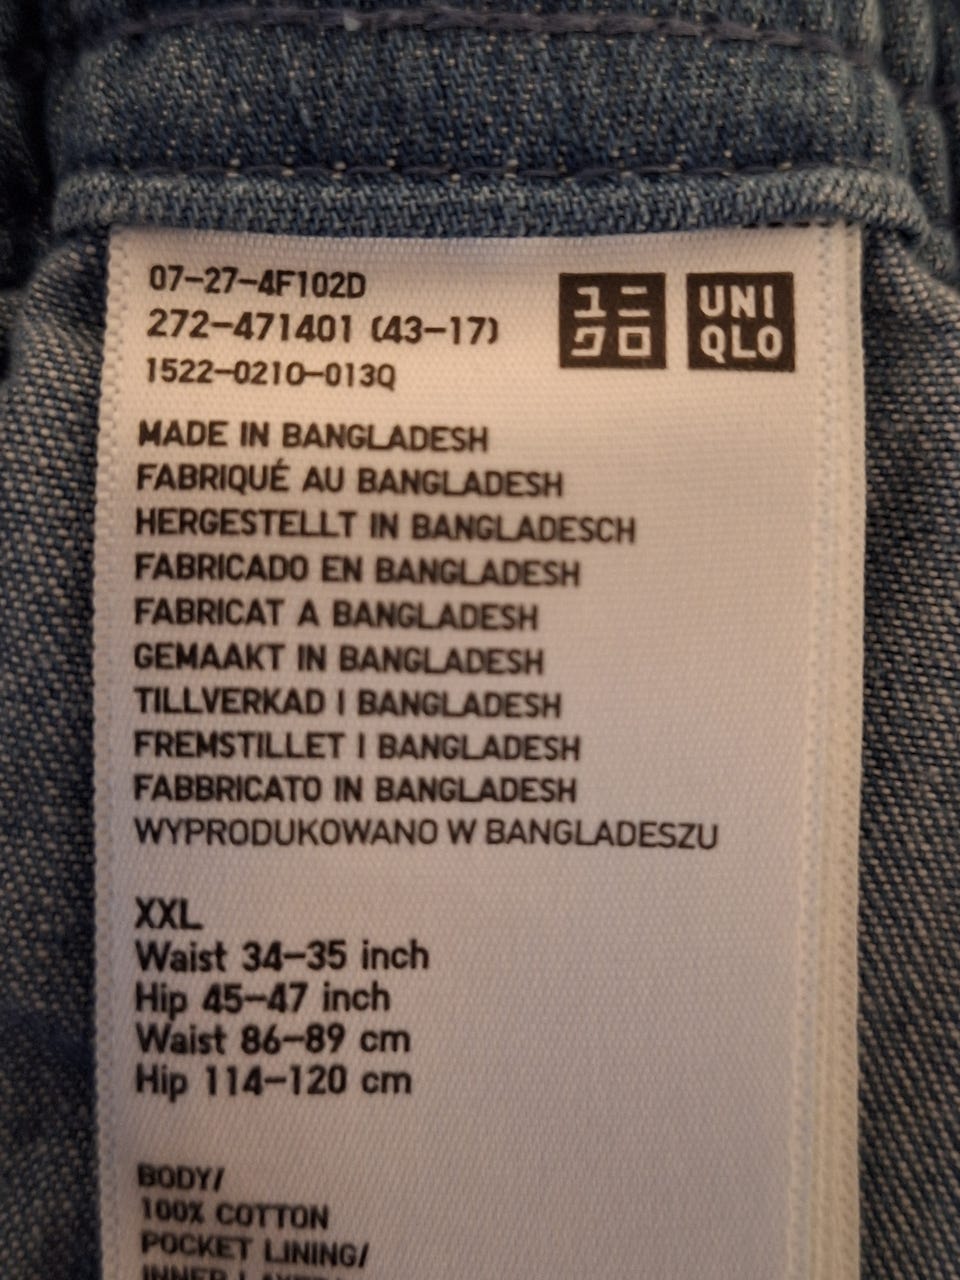 07-27-4F102D
272-471401 (43-17)
1522-0210-013Q
ユニ
クロ
UNI
QLO
MADE IN BANGLADESH
FABRIQUÉ AU BANGLADESH
HERGESTELLT IN BANGLADESCH
FABRICADO EN BANGLADESH
FABRICAT A BANGLADESH
GEMAAKT IN BANGLADESH
TILLVERKAD I BANGLADESH
FREMSTILLET I BANGLADESH
FABBRICATO IN BANGLADESH
WYPRODUKOWANO W BANGLADESZU
XXL
Waist 34-35 inch
Hip 45-47 inch
Waist 86-89 cm
Hip 114-120 cm
BODY/
100% COTTON
POCKET LINING/
INNER